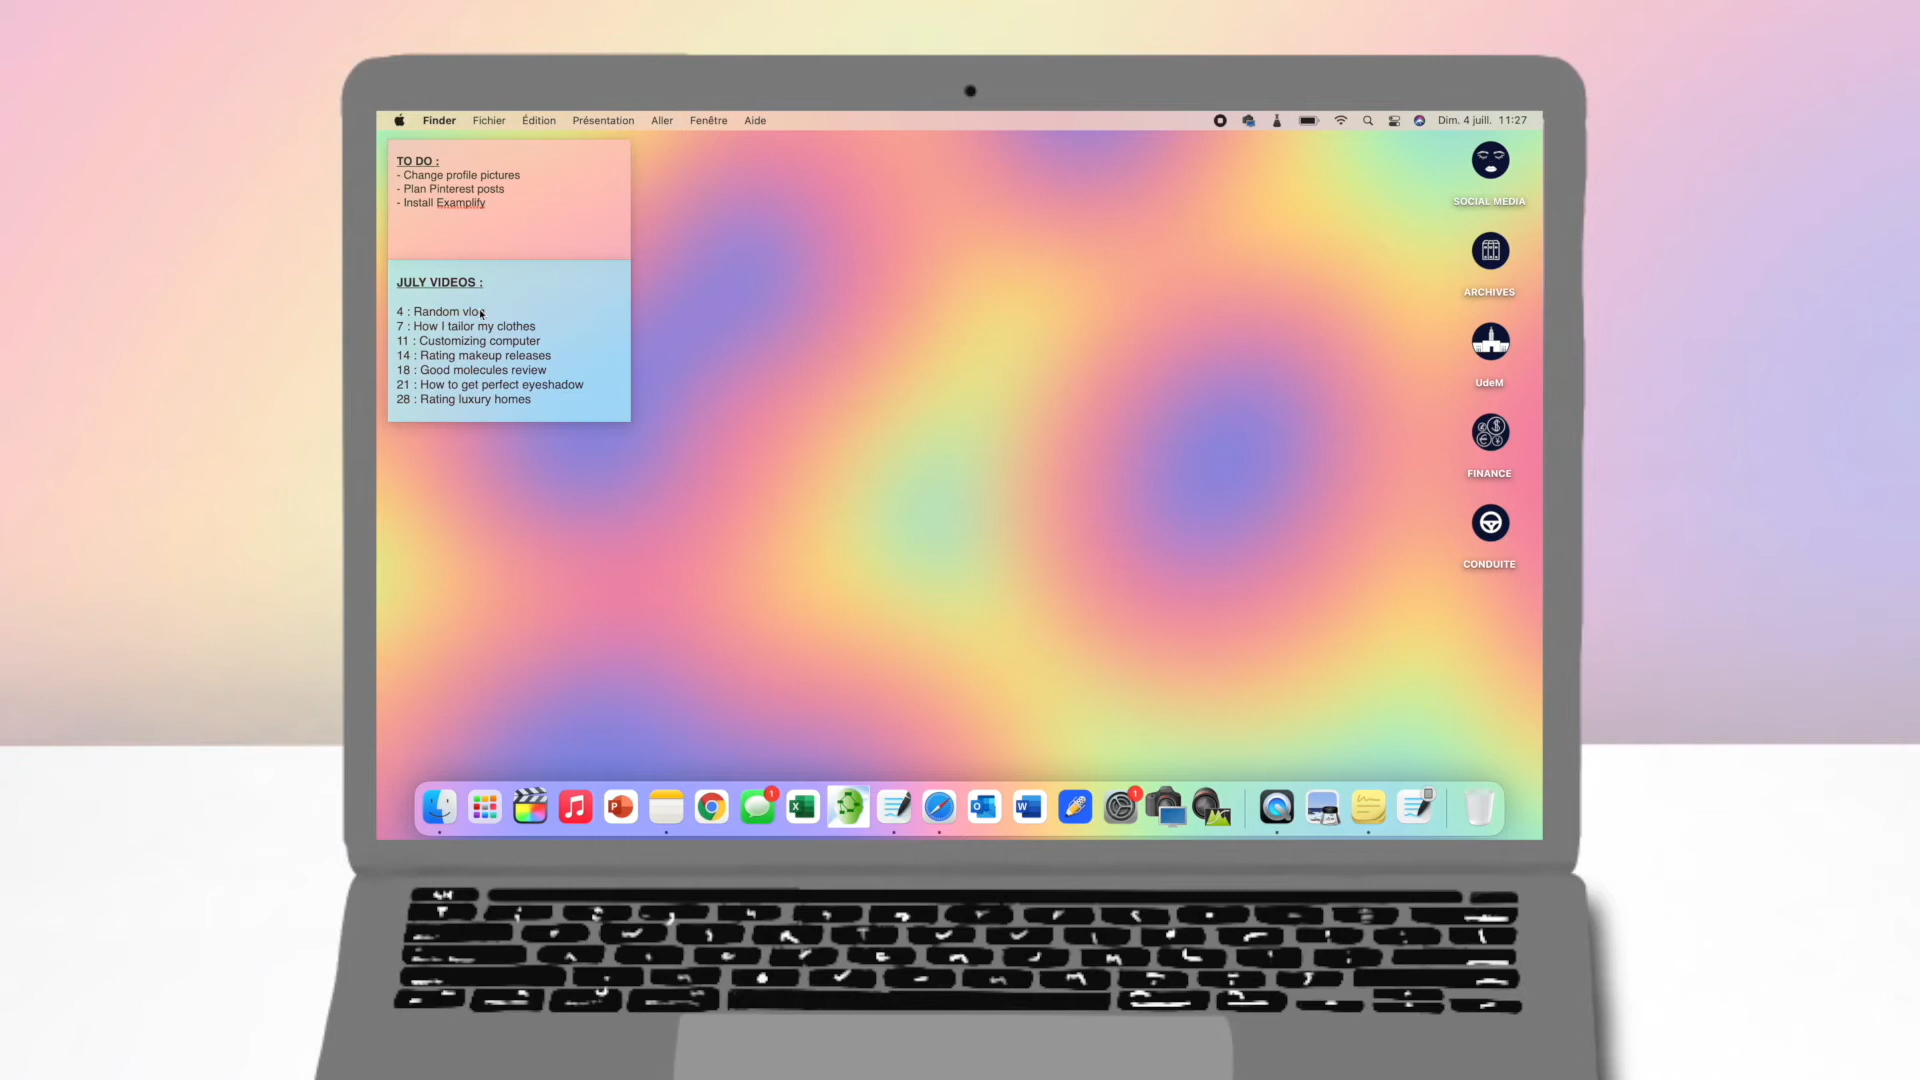 Finder Fichier Édition Présentation Aller Fenêtre Aide
Dim. 4 juill. 11:27
TO DO :
- Change profile pictures
- Plan Pinterest posts
- Install Examplify
JULY VIDEOS :
4 : Random vlog
7 : How I tailor my clothes
11 : Customizing computer
14 : Rating makeup releases
18 : Good molecules review
21 : How to get perfect eyeshadow
28 : Rating luxury homes
SOCIAL MEDIA
ARCHIVES
UdeM
FINANCE
CONDUITE